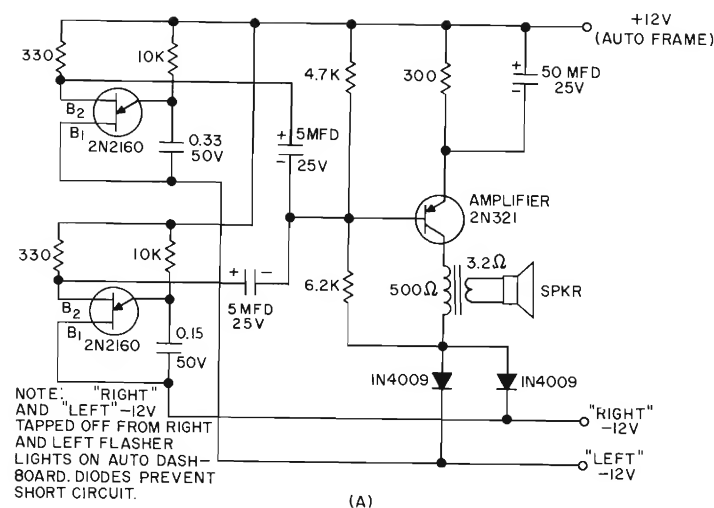 +12V
(AUTO FRAME)
330
10K
4.7K
300
+
50 MFD
-
25V
B2
B1
2N2160
0.33
50V
+
5MFD
-
25V
AMPLIFIER
2N321
330
10K
+
-
5MFD
25V
6.2K
500Ω
3.2Ω
SPKR
B2
B1
2N2160
0.15
50V
1N4009
1N4009
NOTE: "RIGHT"
AND "LEFT"-12V
TAPPED OFF FROM RIGHT
AND LEFT FLASHER
LIGHTS ON AUTO DASH-
BOARD. DIODES PREVENT
SHORT CIRCUIT.
"RIGHT"
-12V
"LEFT"
-12V
(A)